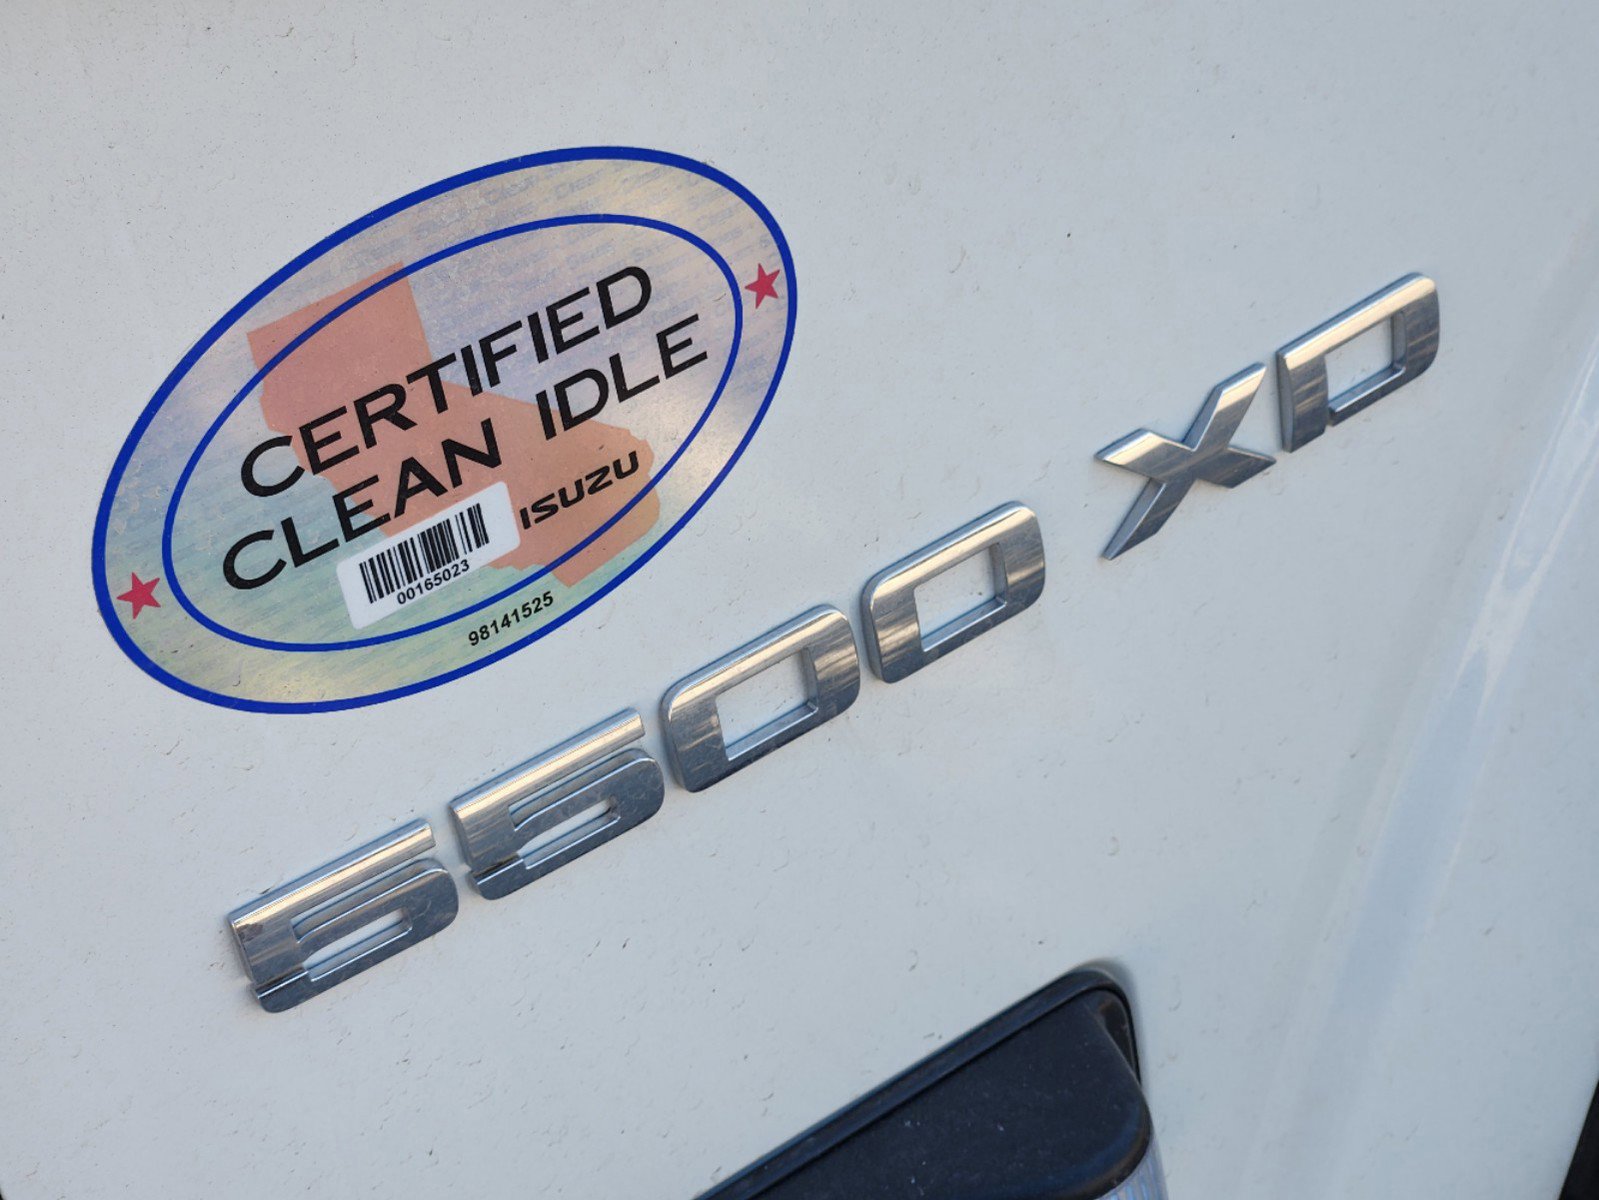 CERTIFIED
CLEAN IDLE
ISUZU
00165023
98141525
5500 XD